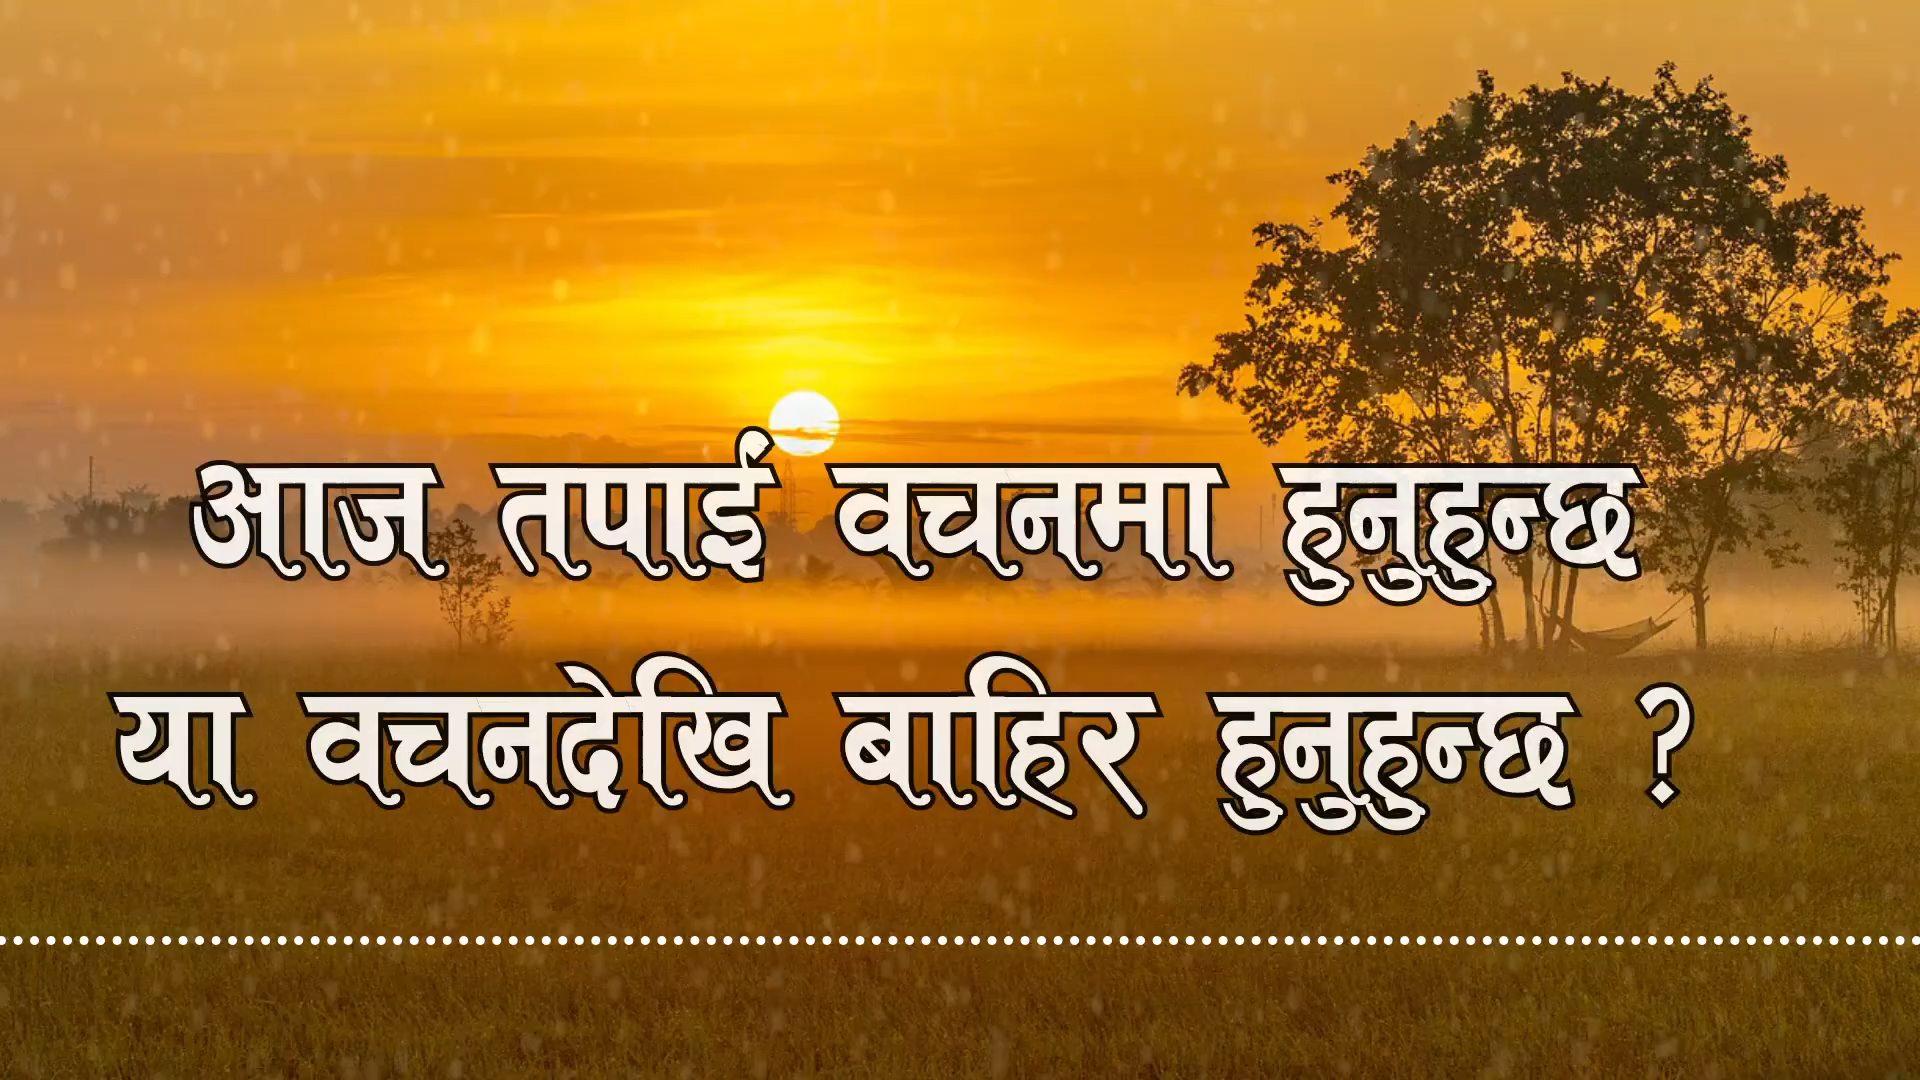 आज तपाई वचनमा हुनुहुन्छ
या वचनदेखि बाहिर हुनुहुन्छ ?